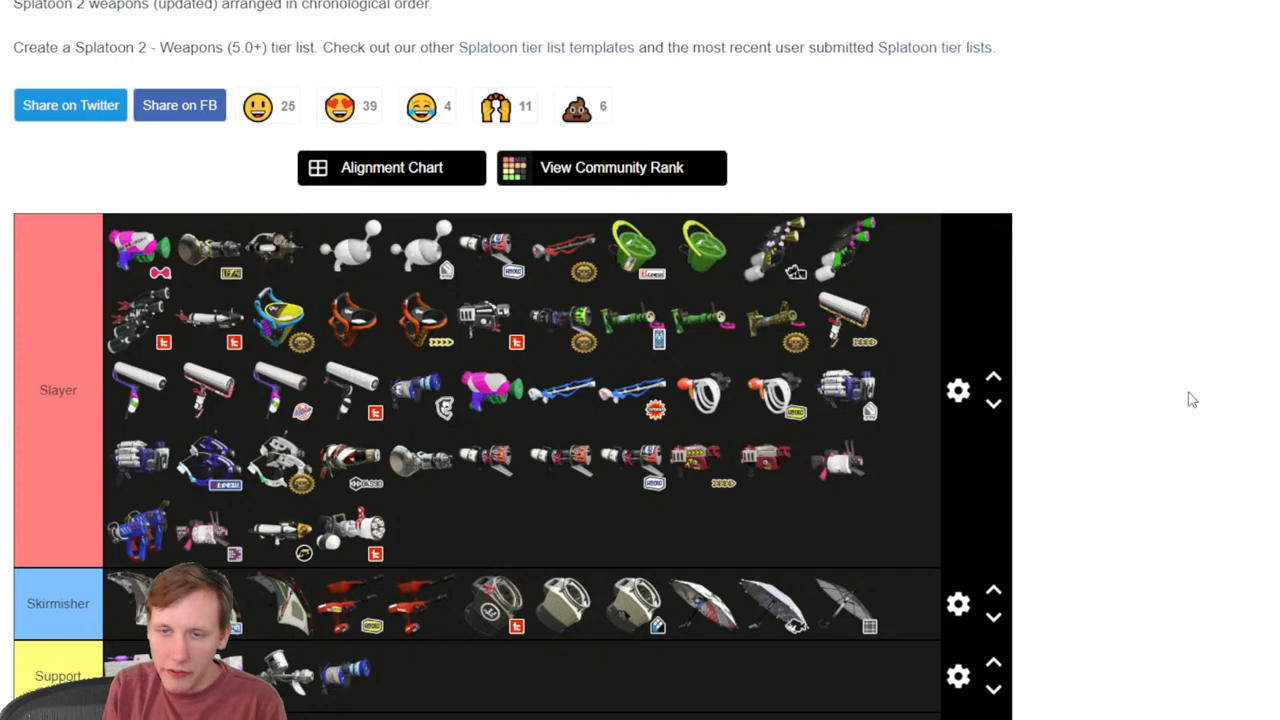 Splatoon 2 weapons (updated) arranged in chronological order.
Create a Splatoon 2 - Weapons (5.0+) tier list. Check out our other Splatoon tier list templates and the most recent user submitted Splatoon tier lists.
Share on Twitter
Share on FB
25
39
4
11
6
Alignment Chart
View Community Rank
Slayer
Skirmisher
Support